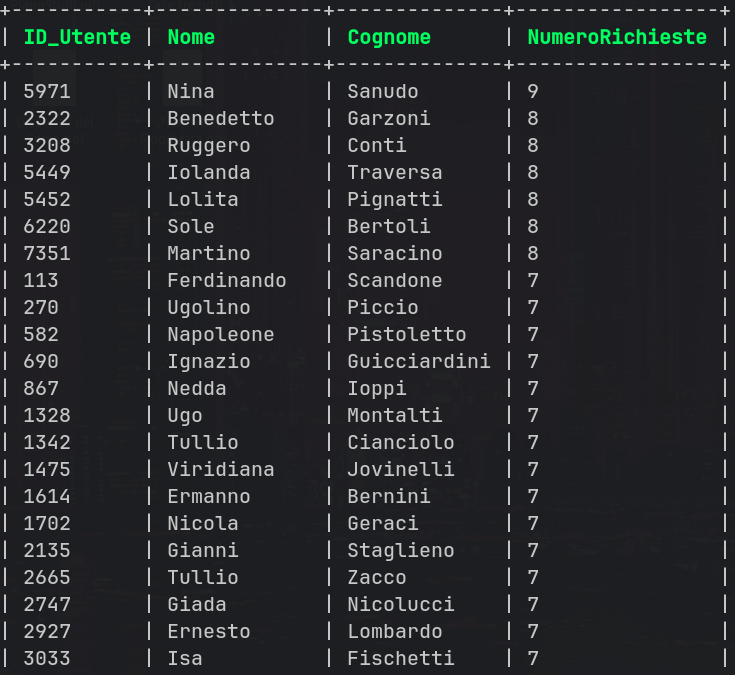 +-----------+--------------+--------------+-----------------+
| ID_Utente | Nome         | Cognome      | NumeroRichieste |
+-----------+--------------+--------------+-----------------+
| 5971      | Nina         | Sanudo       | 9               |
| 2322      | Benedetto    | Garzoni      | 8               |
| 3208      | Ruggero      | Conti        | 8               |
| 5449      | Iolanda      | Traversa     | 8               |
| 5452      | Lolita       | Pignatti     | 8               |
| 6220      | Sole         | Bertoli      | 8               |
| 7351      | Martino      | Saracino     | 8               |
| 113       | Ferdinando   | Scandone     | 7               |
| 270       | Ugolino      | Piccio       | 7               |
| 582       | Napoleone    | Pistoletto   | 7               |
| 690       | Ignazio      | Guicciardini | 7               |
| 867       | Nedda        | Ioppi        | 7               |
| 1328      | Ugo          | Montalti     | 7               |
| 1342      | Tullio       | Cianciolo    | 7               |
| 1475      | Viridiana    | Jovinelli    | 7               |
| 1614      | Ermanno      | Bernini      | 7               |
| 1702      | Nicola       | Geraci       | 7               |
| 2135      | Gianni       | Staglieno    | 7               |
| 2665      | Tullio       | Zacco        | 7               |
| 2747      | Giada        | Nicolucci    | 7               |
| 2927      | Ernesto      | Lombardo     | 7               |
| 3033      | Isa          | Fischetti    | 7               |